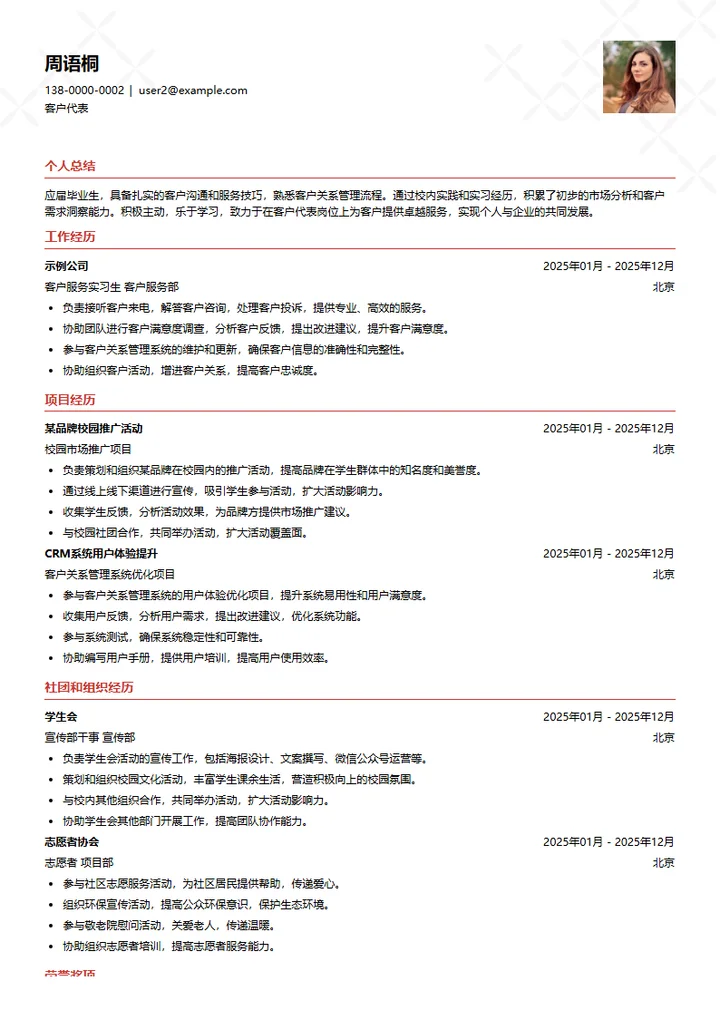 周语桐
138-0000-0002 | user2@example.com
客户代表
个人总结
应届毕业生，具备扎实的客户沟通和服务技巧，熟悉客户关系管理流程。通过校内实践和实习经历，积累了初步的市场分析和客户
需求洞察能力。积极主动，乐于学习，致力于在客户代表岗位上为客户提供卓越服务，实现个人与企业的共同发展。
工作经历
示例公司 2025年01月 - 2025年12月
客户服务实习生 客户服务部 北京
• 负责接听客户来电，解答客户咨询，处理客户投诉，提供专业、高效的服务。
• 协助团队进行客户满意度调查，分析客户反馈，提出改进建议，提升客户满意度。
• 参与客户关系管理系统的维护和更新，确保客户信息的准确性和完整性。
• 协助组织客户活动，增进客户关系，提高客户忠诚度。
项目经历
某品牌校园推广活动 2025年01月 - 2025年12月
校园市场推广项目 北京
• 负责策划和组织某品牌在校园内的推广活动，提高品牌在学生群体中的知名度和美誉度。
• 通过线上线下渠道进行宣传，吸引学生参与活动，扩大活动影响力。
• 收集学生反馈，分析活动效果，为品牌方提供市场推广建议。
• 与校园社团合作，共同举办活动，扩大活动覆盖面。
CRM系统用户体验提升 2025年01月 - 2025年12月
客户关系管理系统优化项目 北京
• 参与客户关系管理系统的用户体验优化项目，提升系统易用性和用户满意度。
• 收集用户反馈，分析用户需求，提出改进建议，优化系统功能。
• 参与系统测试，确保系统稳定性和可靠性。
• 协助编写用户手册，提供用户培训，提高用户使用效率。
社团和组织经历
学生会 2025年01月 - 2025年12月
宣传部干事 宣传部 北京
• 负责学生会活动的宣传工作，包括海报设计、文案撰写、微信公众号运营等。
• 策划和组织校园文化活动，丰富学生课余生活，营造积极向上的校园氛围。
• 与校内其他组织合作，共同举办活动，扩大活动影响力。
• 协助学生会其他部门开展工作，提高团队协作能力。
志愿者协会 2025年01月 - 2025年12月
志愿者 项目部 北京
• 参与社区志愿服务活动，为社区居民提供帮助，传递爱心。
• 组织环保宣传活动，提高公众环保意识，保护生态环境。
• 参与敬老院慰问活动，关爱老人，传递温暖。
• 协助组织志愿者培训，提高志愿者服务能力。
荣誉奖项